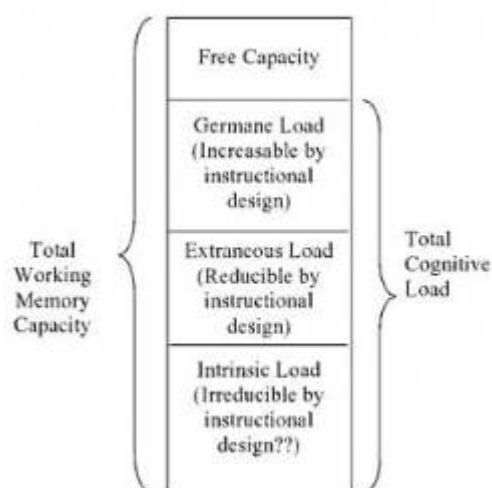 Free Capacity
Germane Load
(Increasable by
instructional
design)
Extraneous Load
(Reducible by
instructional
design)
Intrinsic Load
(Irreducible by
instructional
design??)
Total
Working
Memory
Capacity
Total
Cognitive
Load